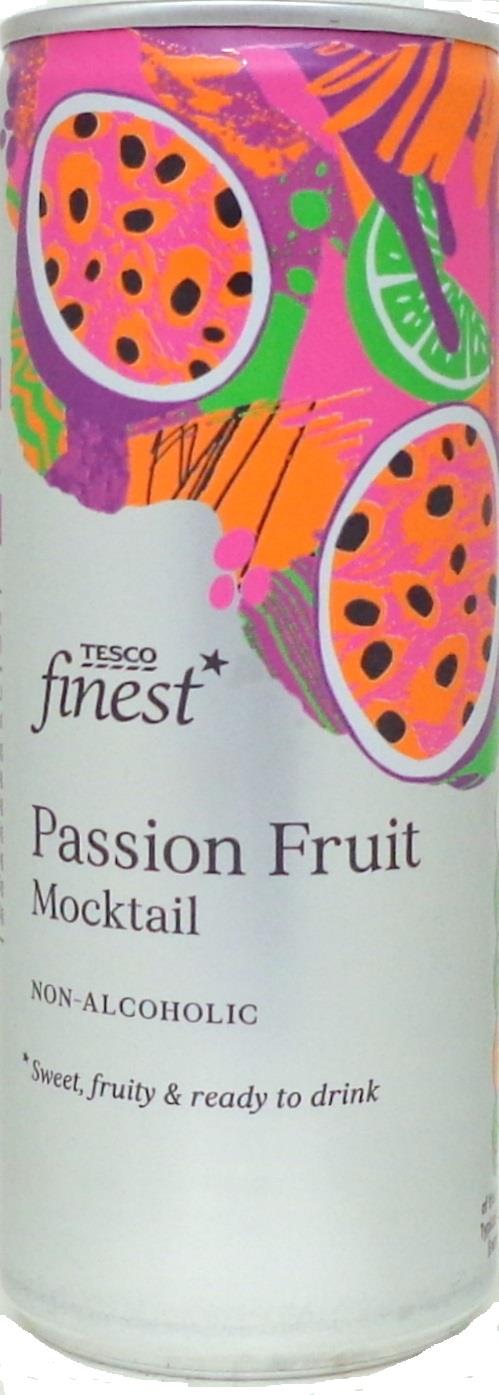 TESCO
finest*
Passion Fruit
Mocktail
NON-ALCOHOLIC
*Sweet, fruity & ready to drink